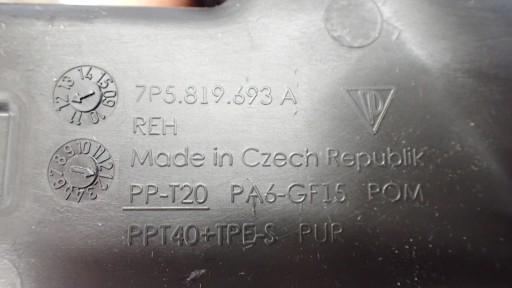 7P5.819.693 A
REH
Made in Czech Republik
PP-T20 PA6-GF15 POM
PPT40+TPE-S PUR